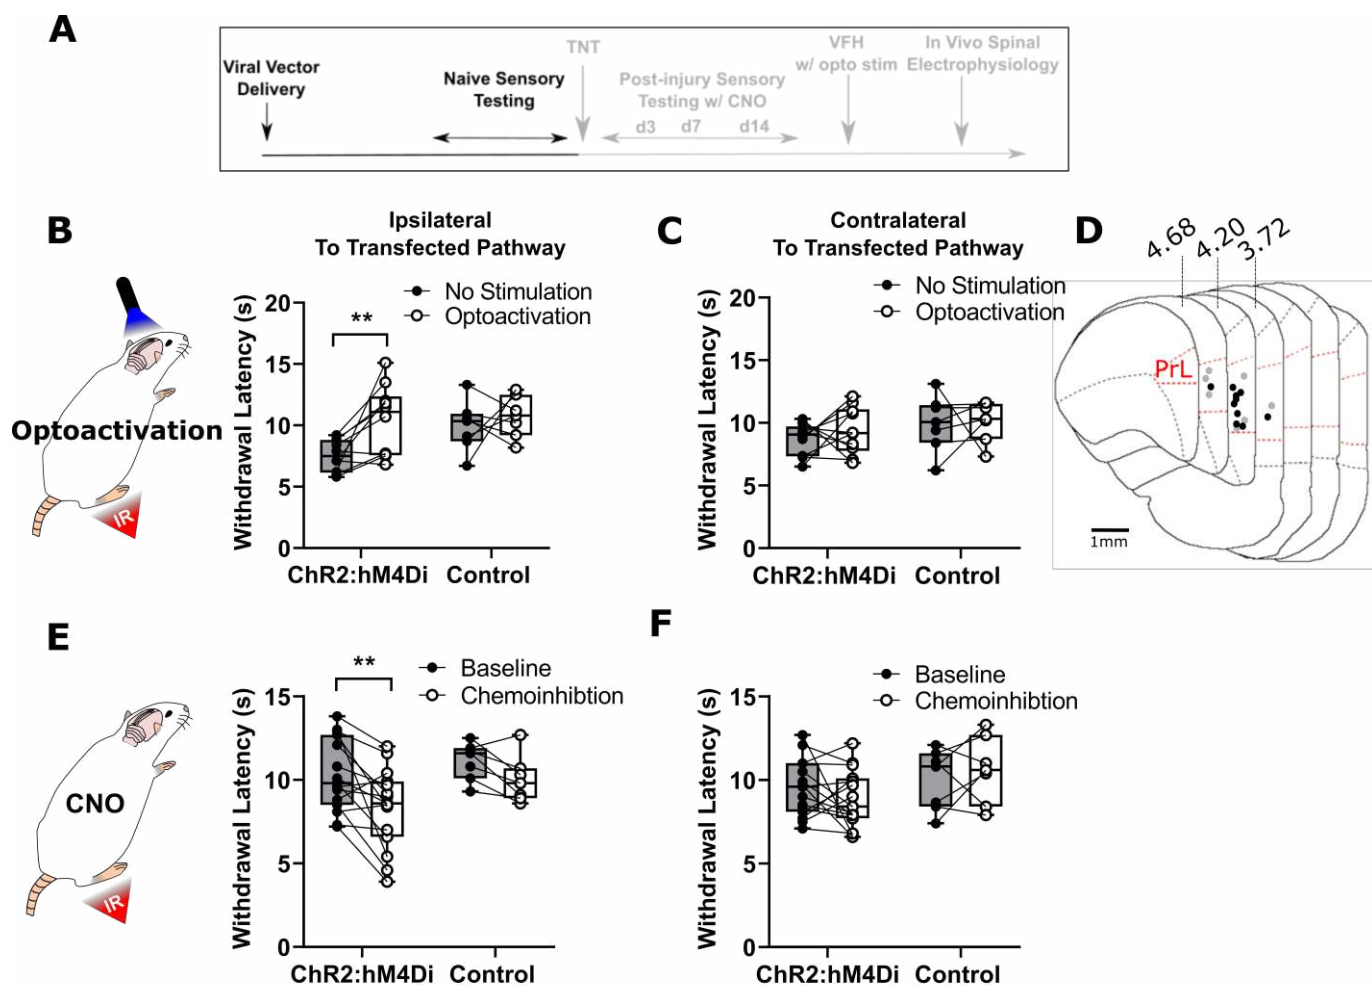 A
Viral Vector
Delivery
Naive Sensory
Testing
TNT
Post-injury Sensory
Testing w/ CNO
d3 d7 d14
VFH
w/ opto stim
In Vivo Spinal
Electrophysiology
B
Optoactivation
IR
Ipsilateral
To Transfected Pathway
No Stimulation
Optoactivation
Withdrawal Latency (s)
20
15
10
5
0
**
ChR2:hM4Di Control
C
Contralateral
To Transfected Pathway
No Stimulation
Optoactivation
Withdrawal Latency (s)
20
15
10
5
0
ChR2:hM4Di Control
D
4.68 4.20 3.72
PrL
1mm
E
CNO
IR
Baseline
Chemoinhibtion
Withdrawal Latency (s)
15
10
5
0
**
ChR2:hM4Di Control
F
Baseline
Chemoinhibtion
Withdrawal Latency (s)
15
10
5
0
ChR2:hM4Di Control